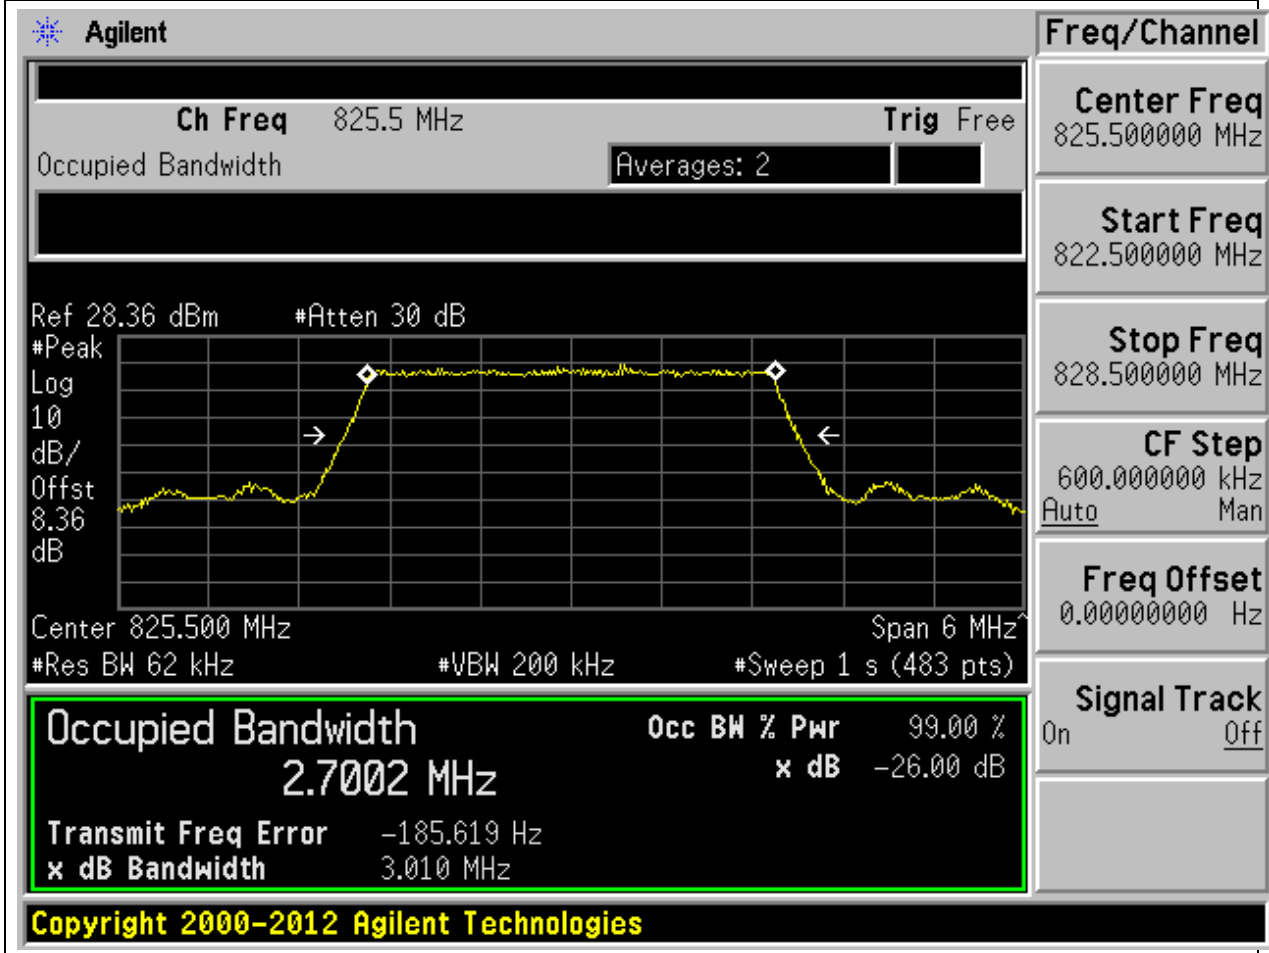 Agilent
Freq/Channel
Ch Freq 825.5 MHz Trig Free
Occupied Bandwidth Averages: 2
Center Freq
825.500000 MHz
Start Freq
822.500000 MHz
Stop Freq
828.500000 MHz
CF Step
600.000000 kHz
Auto Man
Freq Offset
0.00000000 Hz
Signal Track
On Off
Ref 28.36 dBm #Atten 30 dB
#Peak
Log
10
dB/
Offst
8.36
dB
Center 825.500 MHz Span 6 MHz^
#Res BW 62 kHz #VBW 200 kHz #Sweep 1 s (483 pts)
Occupied Bandwidth Occ BW % Pwr 99.00 %
2.7002 MHz x dB -26.00 dB
Transmit Freq Error -185.619 Hz
x dB Bandwidth 3.010 MHz
Copyright 2000-2012 Agilent Technologies